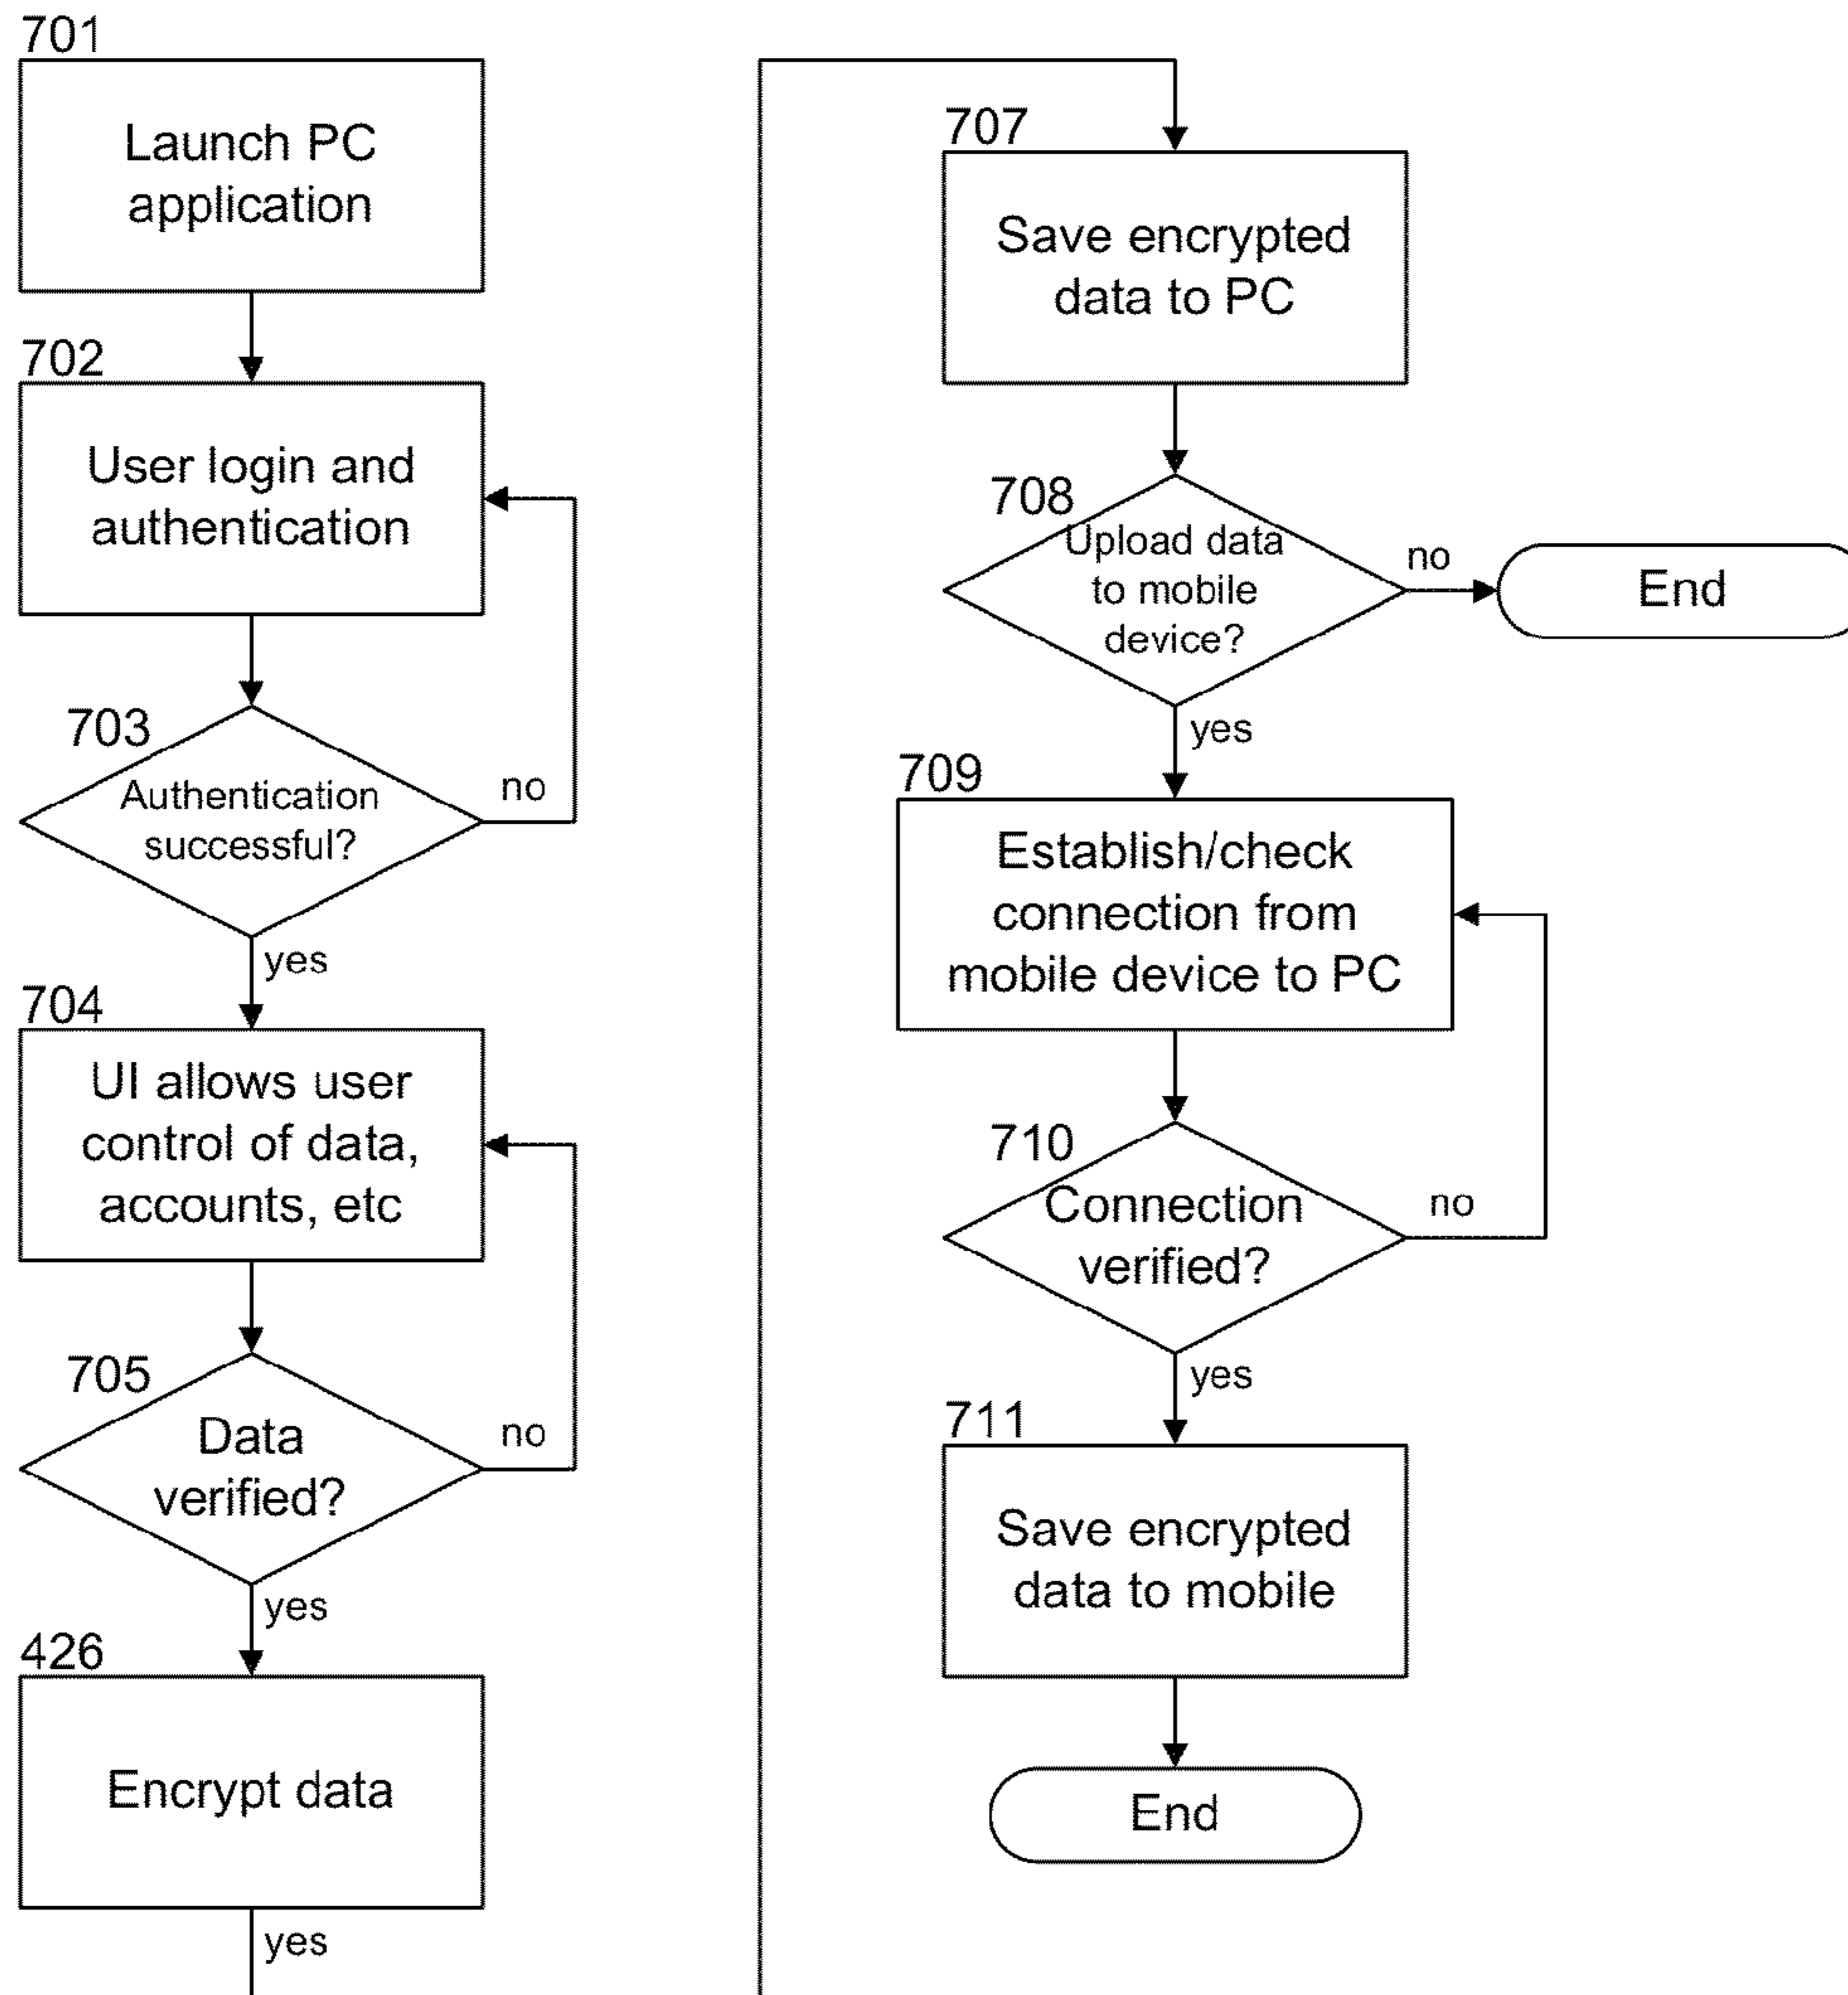 701
Launch PC
application
702
User login and
authentication
703
Authentication
successful?
no
yes
704
UI allows user
control of data,
accounts, etc
705
Data
verified?
no
yes
426
Encrypt data
yes
707
Save encrypted
data to PC
708
Upload data
to mobile
device?
no
End
yes
709
Establish/check
connection from
mobile device to PC
710
Connection
verified?
no
yes
711
Save encrypted
data to mobile
End